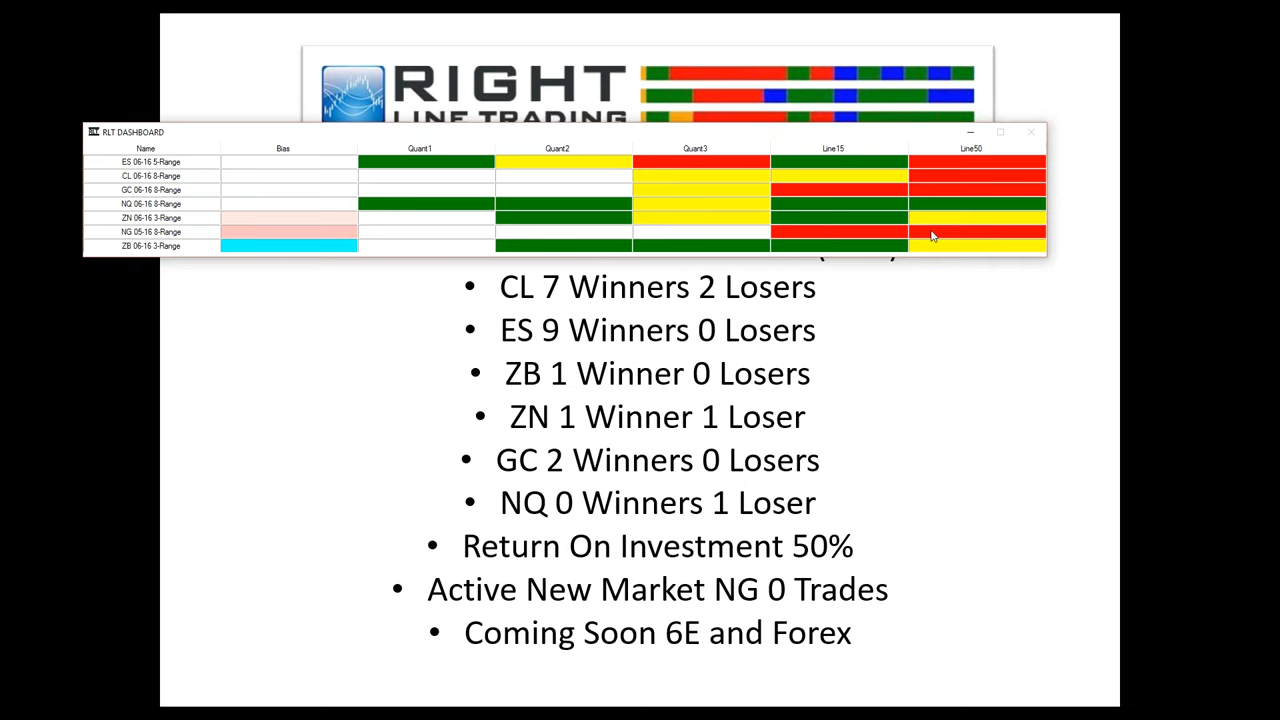 RIGHT
LINE TRADING
RLT DASHBOARD
Name Bias Quant1 Quant2 Quant3 Line15 Line50
ES 06-16 5-Range
CL 06-16 8-Range
GC 06-16 8-Range
NQ 06-16 8-Range
ZN 06-16 3-Range
NG 05-16 8-Range
ZB 06-16 3-Range
• CL 7 Winners 2 Losers
• ES 9 Winners 0 Losers
• ZB 1 Winner 0 Losers
• ZN 1 Winner 1 Loser
• GC 2 Winners 0 Losers
• NQ 0 Winners 1 Loser
• Return On Investment 50%
• Active New Market NG 0 Trades
• Coming Soon 6E and Forex